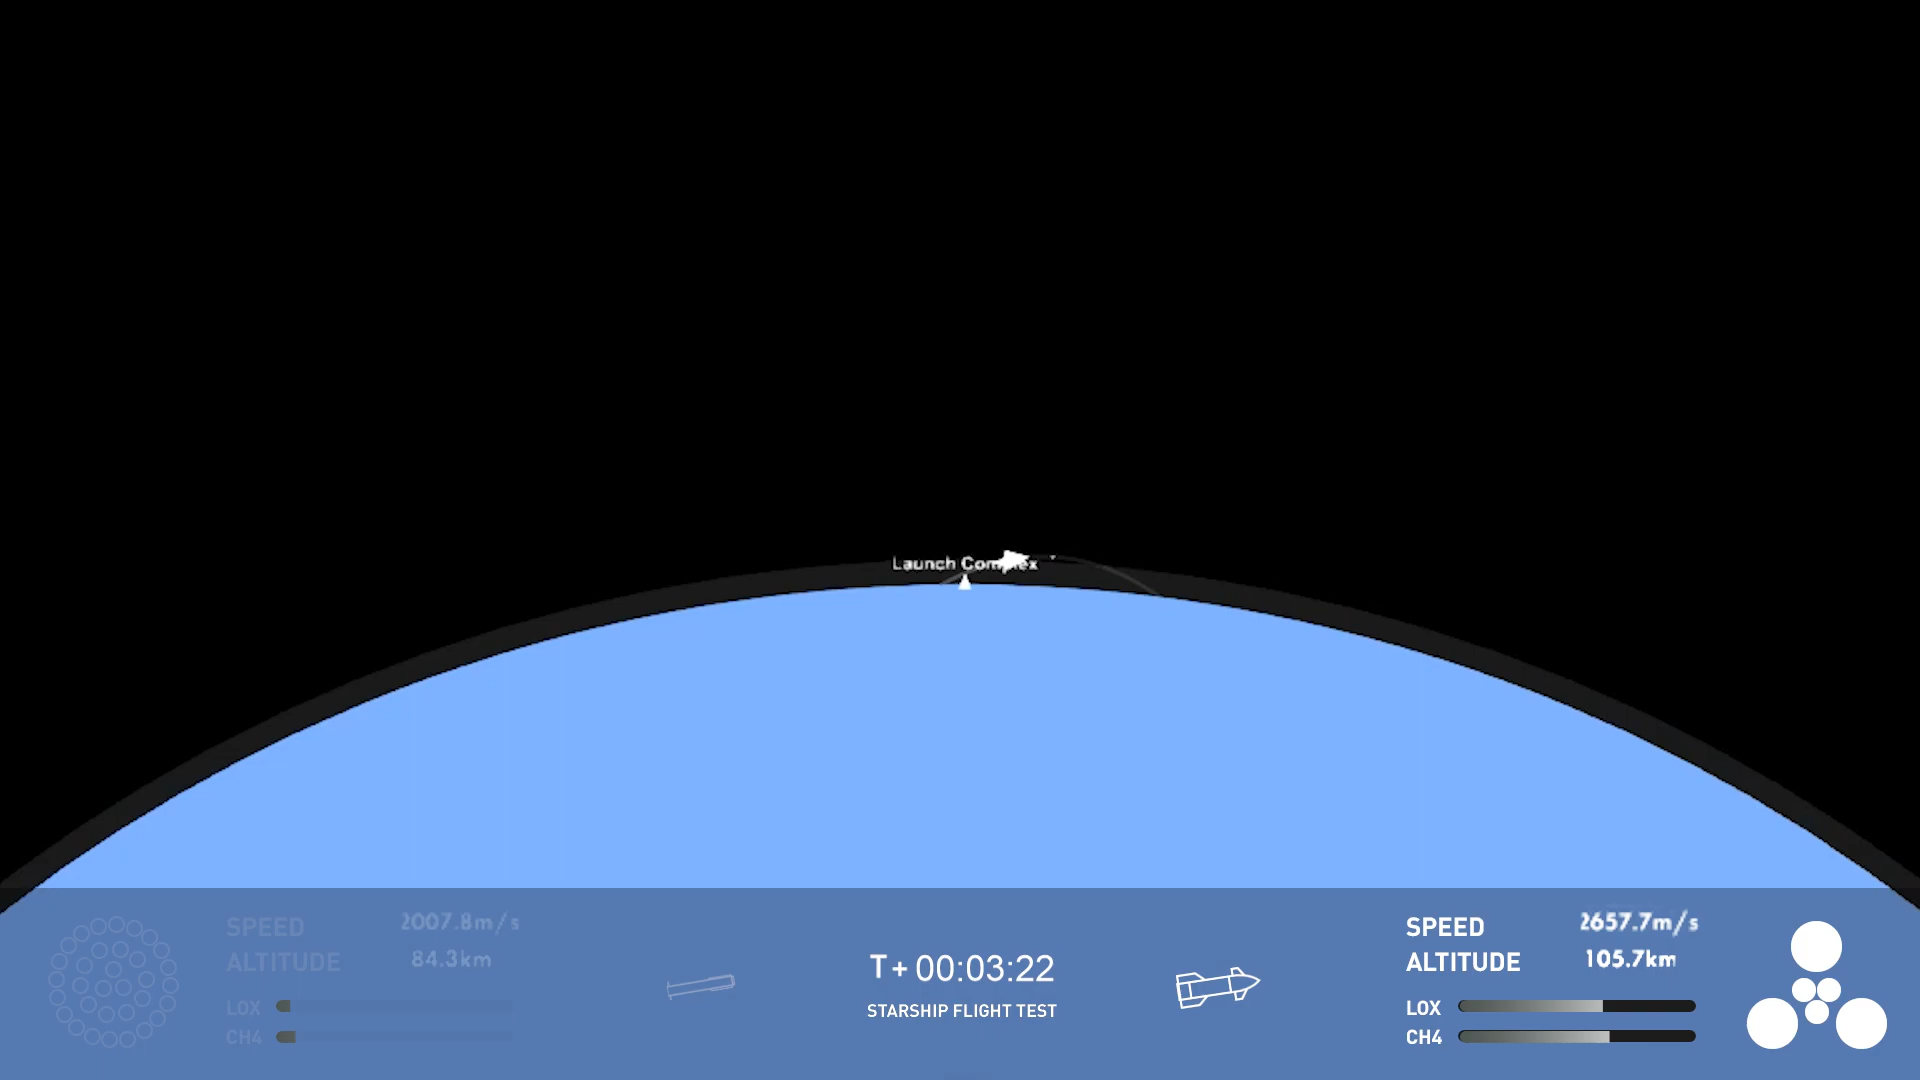 Launch Complex
SPEED 2007.8m/s
ALTITUDE 84.3km
LOX
CH4
T+00:03:22
STARSHIP FLIGHT TEST
SPEED 2657.7m/s
ALTITUDE 105.7km
LOX
CH4